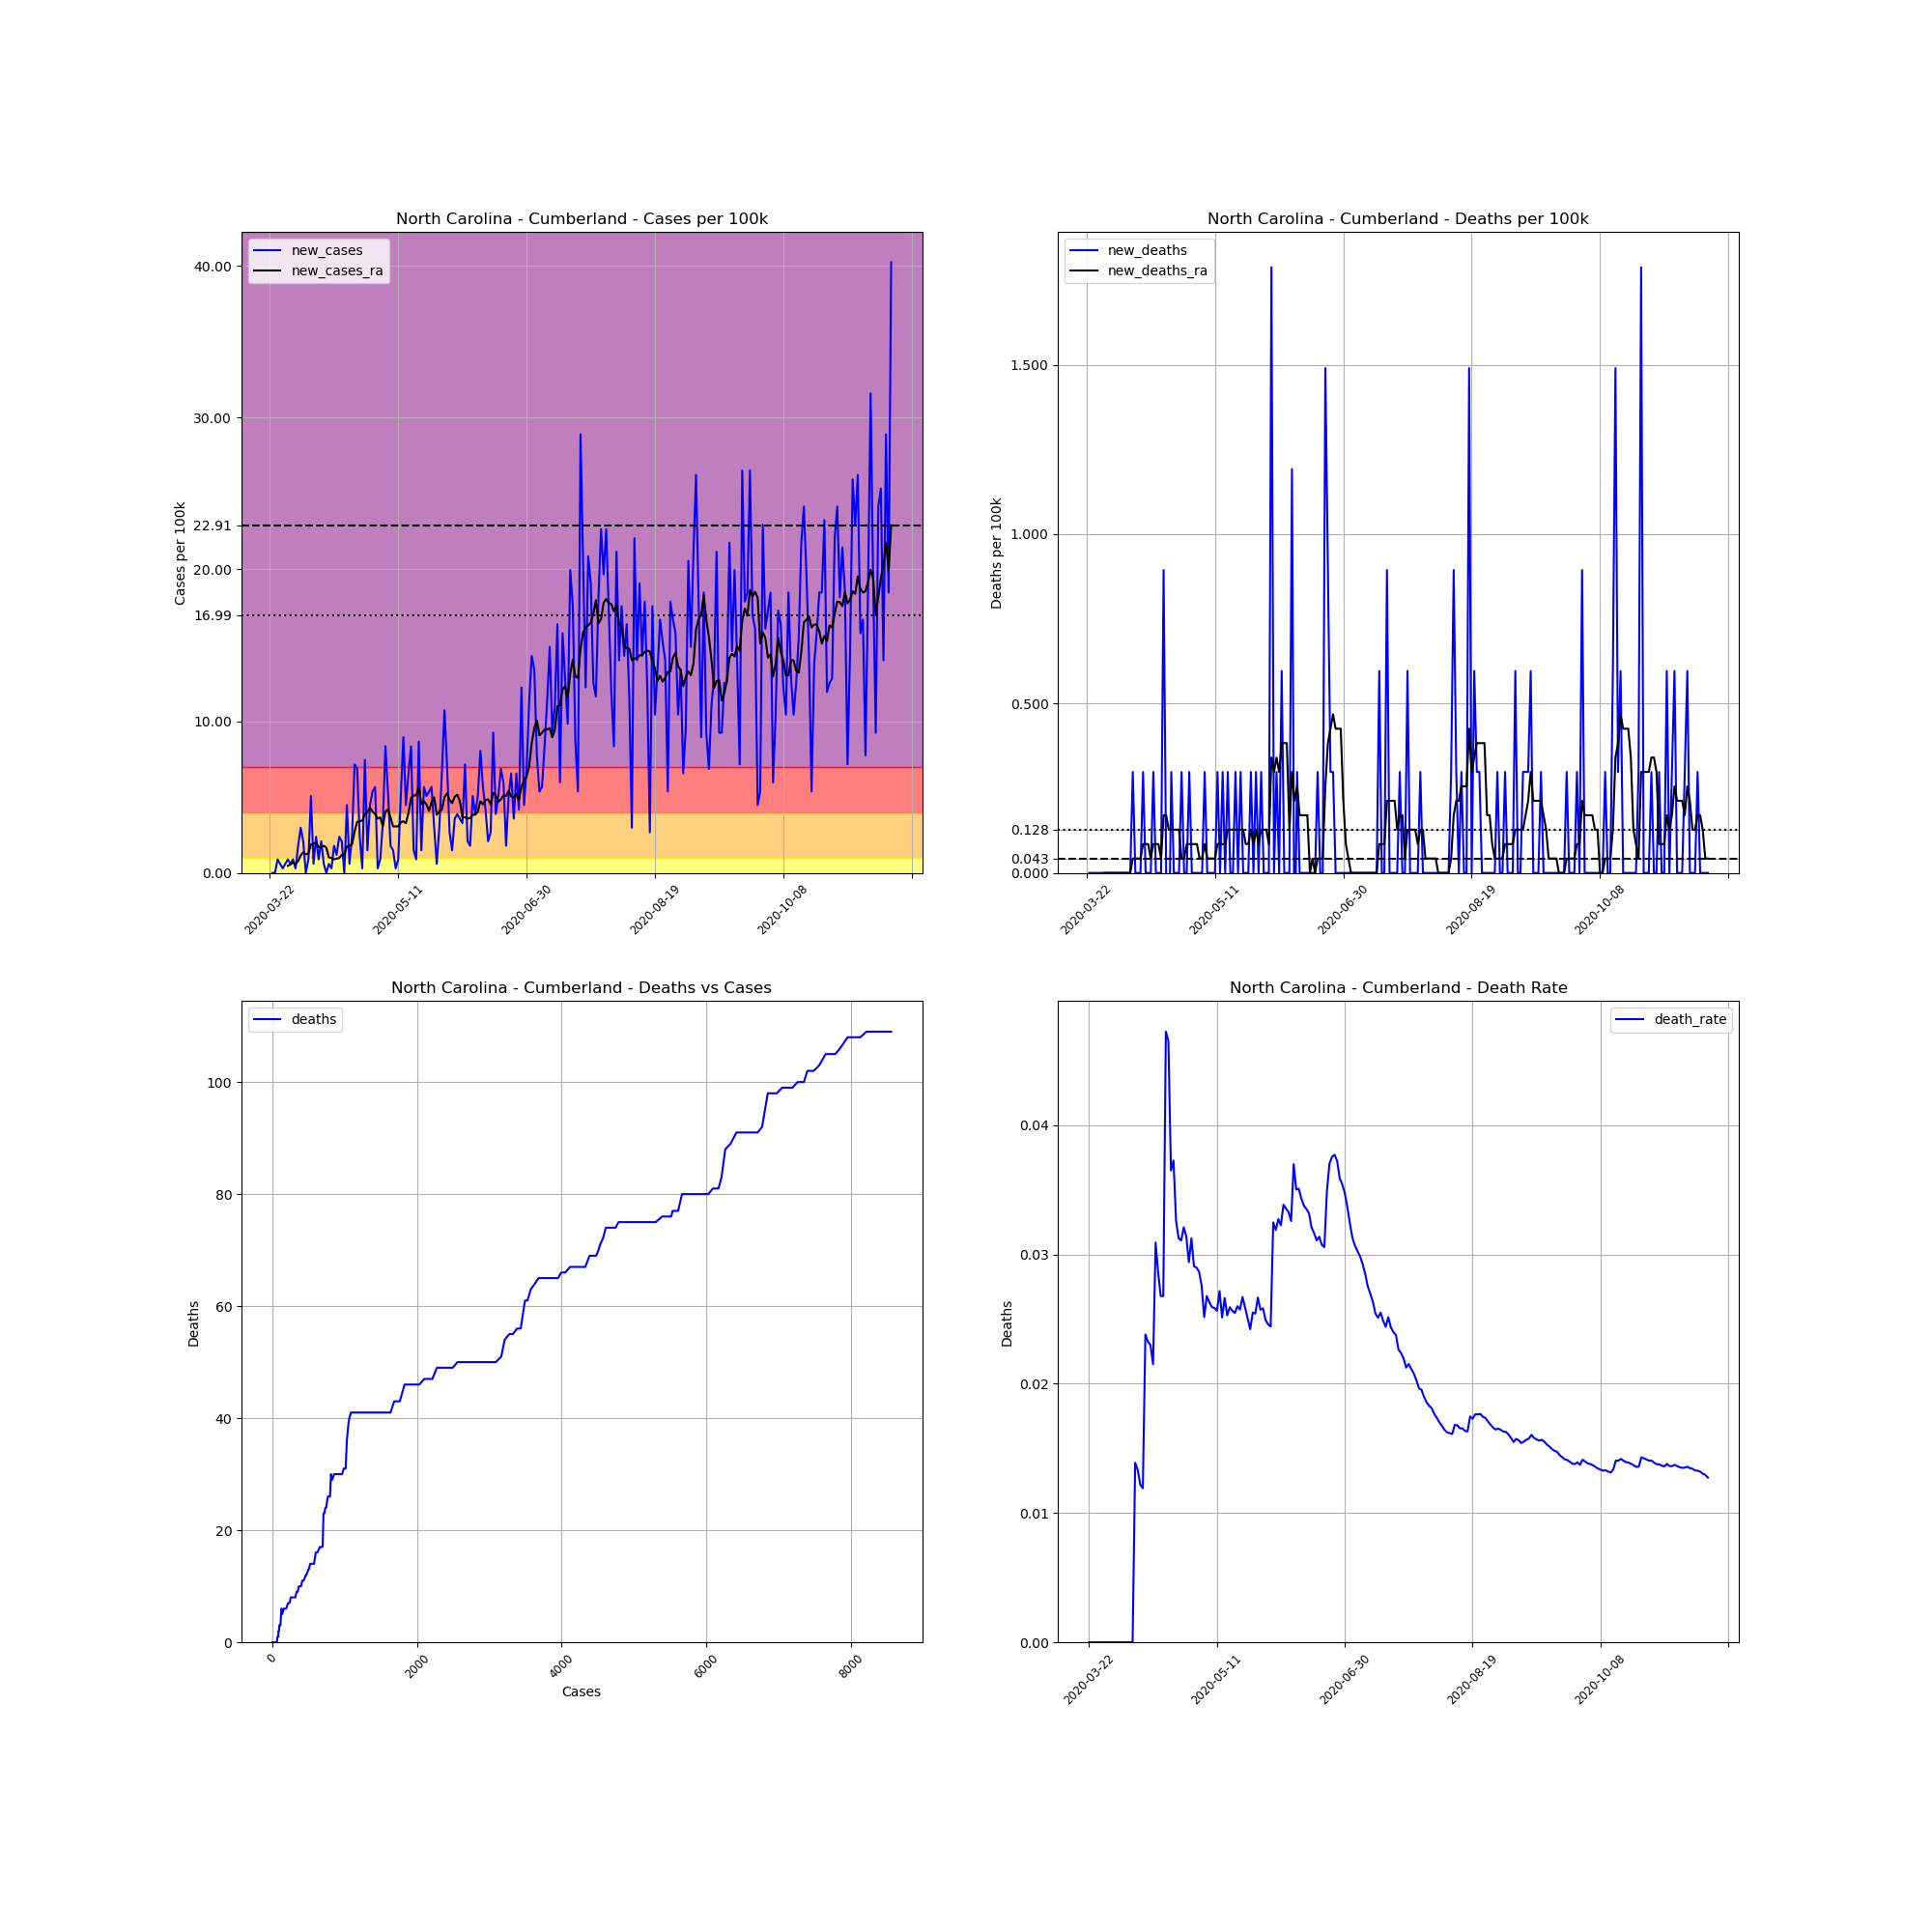 North Carolina - Cumberland - Cases per 100k
new_cases
new_cases_ra
Cases per 100k
40.00
30.00
22.91
20.00
16.99
10.00
0.00
2020-03-22
2020-05-11
2020-06-30
2020-08-19
2020-10-08
North Carolina - Cumberland - Deaths per 100k
new_deaths
new_deaths_ra
Deaths per 100k
1.500
1.000
0.500
0.128
0.043
0.000
2020-03-22
2020-05-11
2020-06-30
2020-08-19
2020-10-08
North Carolina - Cumberland - Deaths vs Cases
deaths
Deaths
100
80
60
40
20
0
0
2000
4000
6000
8000
Cases
North Carolina - Cumberland - Death Rate
death_rate
Deaths
0.04
0.03
0.02
0.01
0.00
2020-03-22
2020-05-11
2020-06-30
2020-08-19
2020-10-08